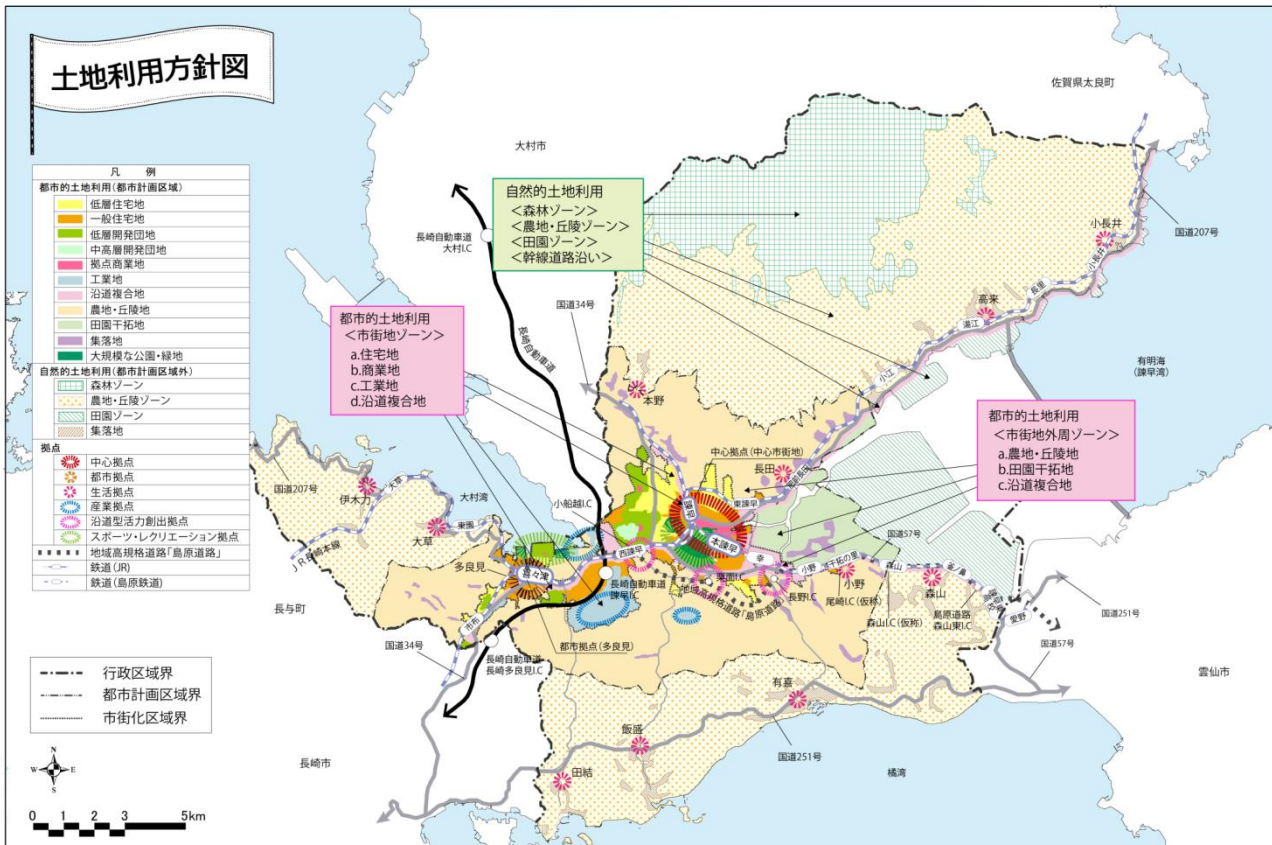 土地利用方針図
凡　例
都市的土地利用(都市計画区域)
低層住宅地
一般住宅地
低層開発団地
中高層開発団地
拠点商業地
工業地
沿道複合地
農地・丘陵地
田園干拓地
集落地
大規模な公園・緑地
自然的土地利用(都市計画区域外)
森林ゾーン
農地・丘陵ゾーン
田園ゾーン
集落地
拠点
中心拠点
都市拠点
生活拠点
産業拠点
沿道型活力創出拠点
スポーツ・レクリエーション拠点
地域高規格道路「島原道路」
鉄道(JR)
鉄道(島原鉄道)
行政区域界
都市計画区域界
市街化区域界
N
W
E
S
0 1 2 3 5km
佐賀県太良町
大村市
自然的土地利用
＜森林ゾーン＞
＜農地・丘陵ゾーン＞
＜田園ゾーン＞
＜幹線道路沿い＞
長崎自動車道
大村I.C
国道34号
長崎自動車道
都市的土地利用
＜市街地ゾーン＞
a.住宅地
b.商業地
c.工業地
d.沿道複合地
小長井
小長井
国道207号
長里
高来
湯江
小江
有明海
(諫早湾)
都市的土地利用
＜市街地外周ゾーン＞
a.農地・丘陵地
b.田園干拓地
c.沿道複合地
本野
中心拠点(中心市街地)
長田
東諫早
諫早
本諫早
国道207号
伊木力
大草
大村湾
大草
東園
小船越I.C
JR長崎本線
多良見
喜々津
西諫早
幸
国道57号
小野
干拓の里
森山
釜ノ鼻
栗面I.C
長崎自動車道
諫早I.C
地域高規格道路「島原道路」
長野I.C
小野
尾崎I.C(仮称)
森山
森山I.C(仮称)
島原道路
森山東I.C
愛野
国道251号
国道57号
長与町
市布
国道34号
都市拠点(多良見)
長崎自動車道
長崎多良見I.C
有喜
雲仙市
飯盛
国道251号
長崎市
田結
橘湾